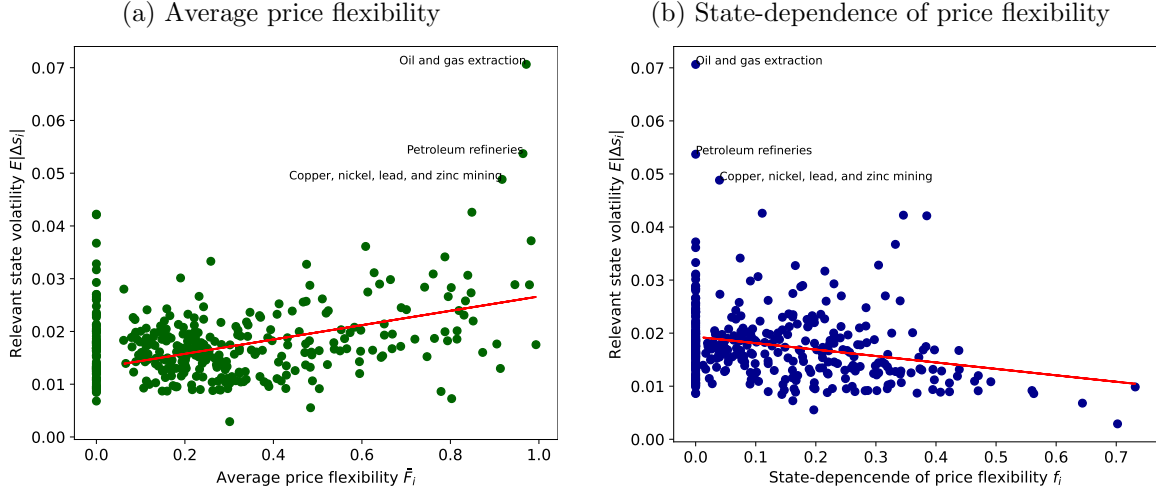 (a) Average price flexibility
0.07
0.06
0.05
0.04
0.03
0.02
0.01
0.00
Relevant state volatility E|Δsᵢ|
Oil and gas extraction
Petroleum refineries
Copper, nickel, lead, and zinc mining
0.0 0.2 0.4 0.6 0.8 1.0
Average price flexibility F̄ᵢ
(b) State-dependence of price flexibility
0.07
0.06
0.05
0.04
0.03
0.02
0.01
0.00
Relevant state volatility E|Δsᵢ|
Oil and gas extraction
Petroleum refineries
Copper, nickel, lead, and zinc mining
0.0 0.1 0.2 0.3 0.4 0.5 0.6 0.7
State-depencende of price flexibility fᵢ